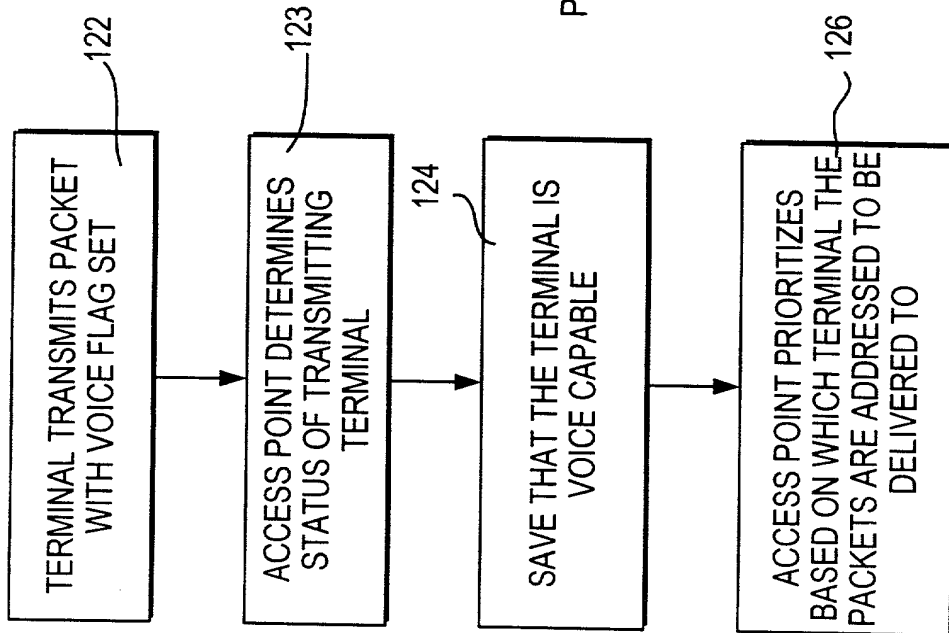 122
TERMINAL TRANSMITS PACKET
WITH VOICE FLAG SET
123
ACCESS POINT DETERMINES
STATUS OF TRANSMITTING
TERMINAL
124
SAVE THAT THE TERMINAL IS
VOICE CAPABLE
P
126
ACCESS POINT PRIORITIZES
BASED ON WHICH TERMINAL THE
PACKETS ARE ADDRESSED TO BE
DELIVERED TO